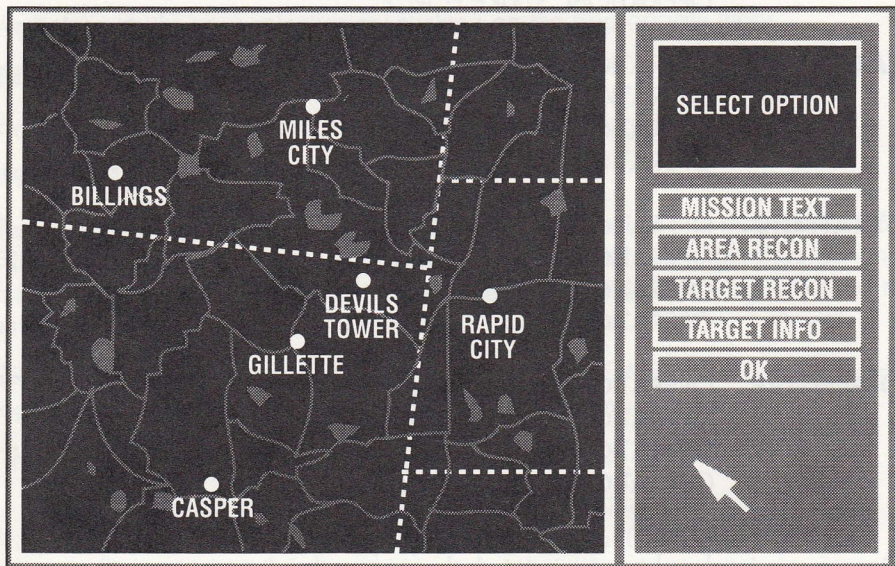 MILES
CITY
BILLINGS
DEVILS
TOWER
RAPID
CITY
GILLETTE
CASPER
SELECT OPTION
MISSION TEXT
AREA RECON
TARGET RECON
TARGET INFO
OK